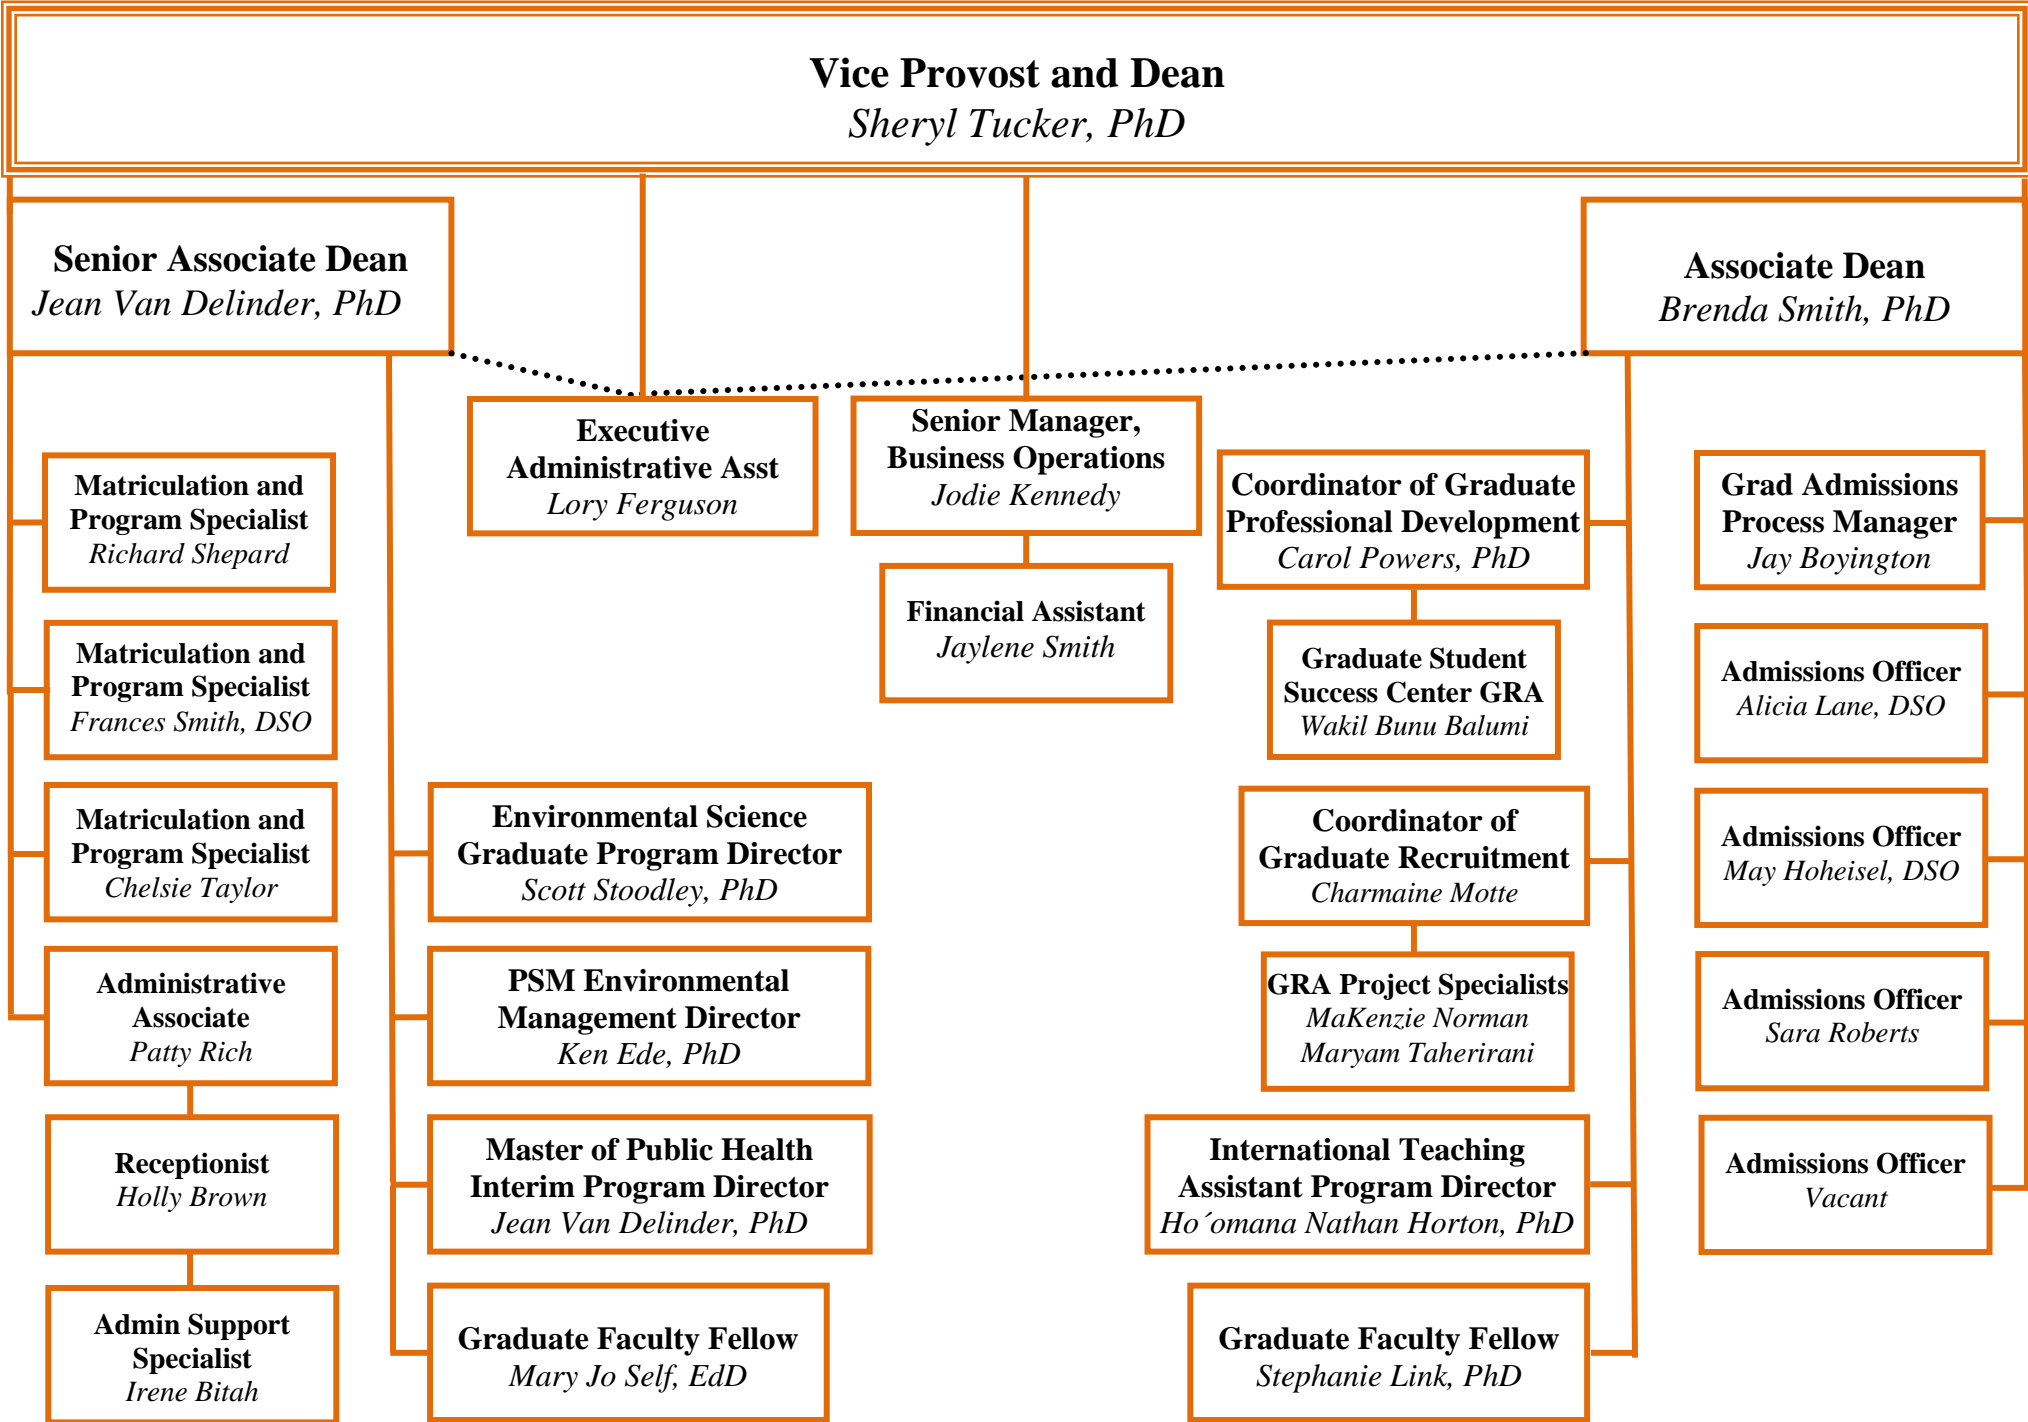 Vice Provost and Dean
Sheryl Tucker, PhD
Senior Associate Dean
Jean Van Delinder, PhD
Associate Dean
Brenda Smith, PhD
Executive
Administrative Asst
Lory Ferguson
Senior Manager,
Business Operations
Jodie Kennedy
Financial Assistant
Jaylene Smith
Matriculation and
Program Specialist
Richard Shepard
Matriculation and
Program Specialist
Frances Smith, DSO
Matriculation and
Program Specialist
Chelsie Taylor
Administrative
Associate
Patty Rich
Receptionist
Holly Brown
Admin Support
Specialist
Irene Bitah
Environmental Science
Graduate Program Director
Scott Stoodley, PhD
PSM Environmental
Management Director
Ken Ede, PhD
Master of Public Health
Interim Program Director
Jean Van Delinder, PhD
Graduate Faculty Fellow
Mary Jo Self, EdD
Coordinator of Graduate
Professional Development
Carol Powers, PhD
Graduate Student
Success Center GRA
Wakil Bunu Balumi
Coordinator of
Graduate Recruitment
Charmaine Motte
GRA Project Specialists
MaKenzie Norman
Maryam Taherirani
International Teaching
Assistant Program Director
Ho´omana Nathan Horton, PhD
Graduate Faculty Fellow
Stephanie Link, PhD
Grad Admissions
Process Manager
Jay Boyington
Admissions Officer
Alicia Lane, DSO
Admissions Officer
May Hoheisel, DSO
Admissions Officer
Sara Roberts
Admissions Officer
Vacant